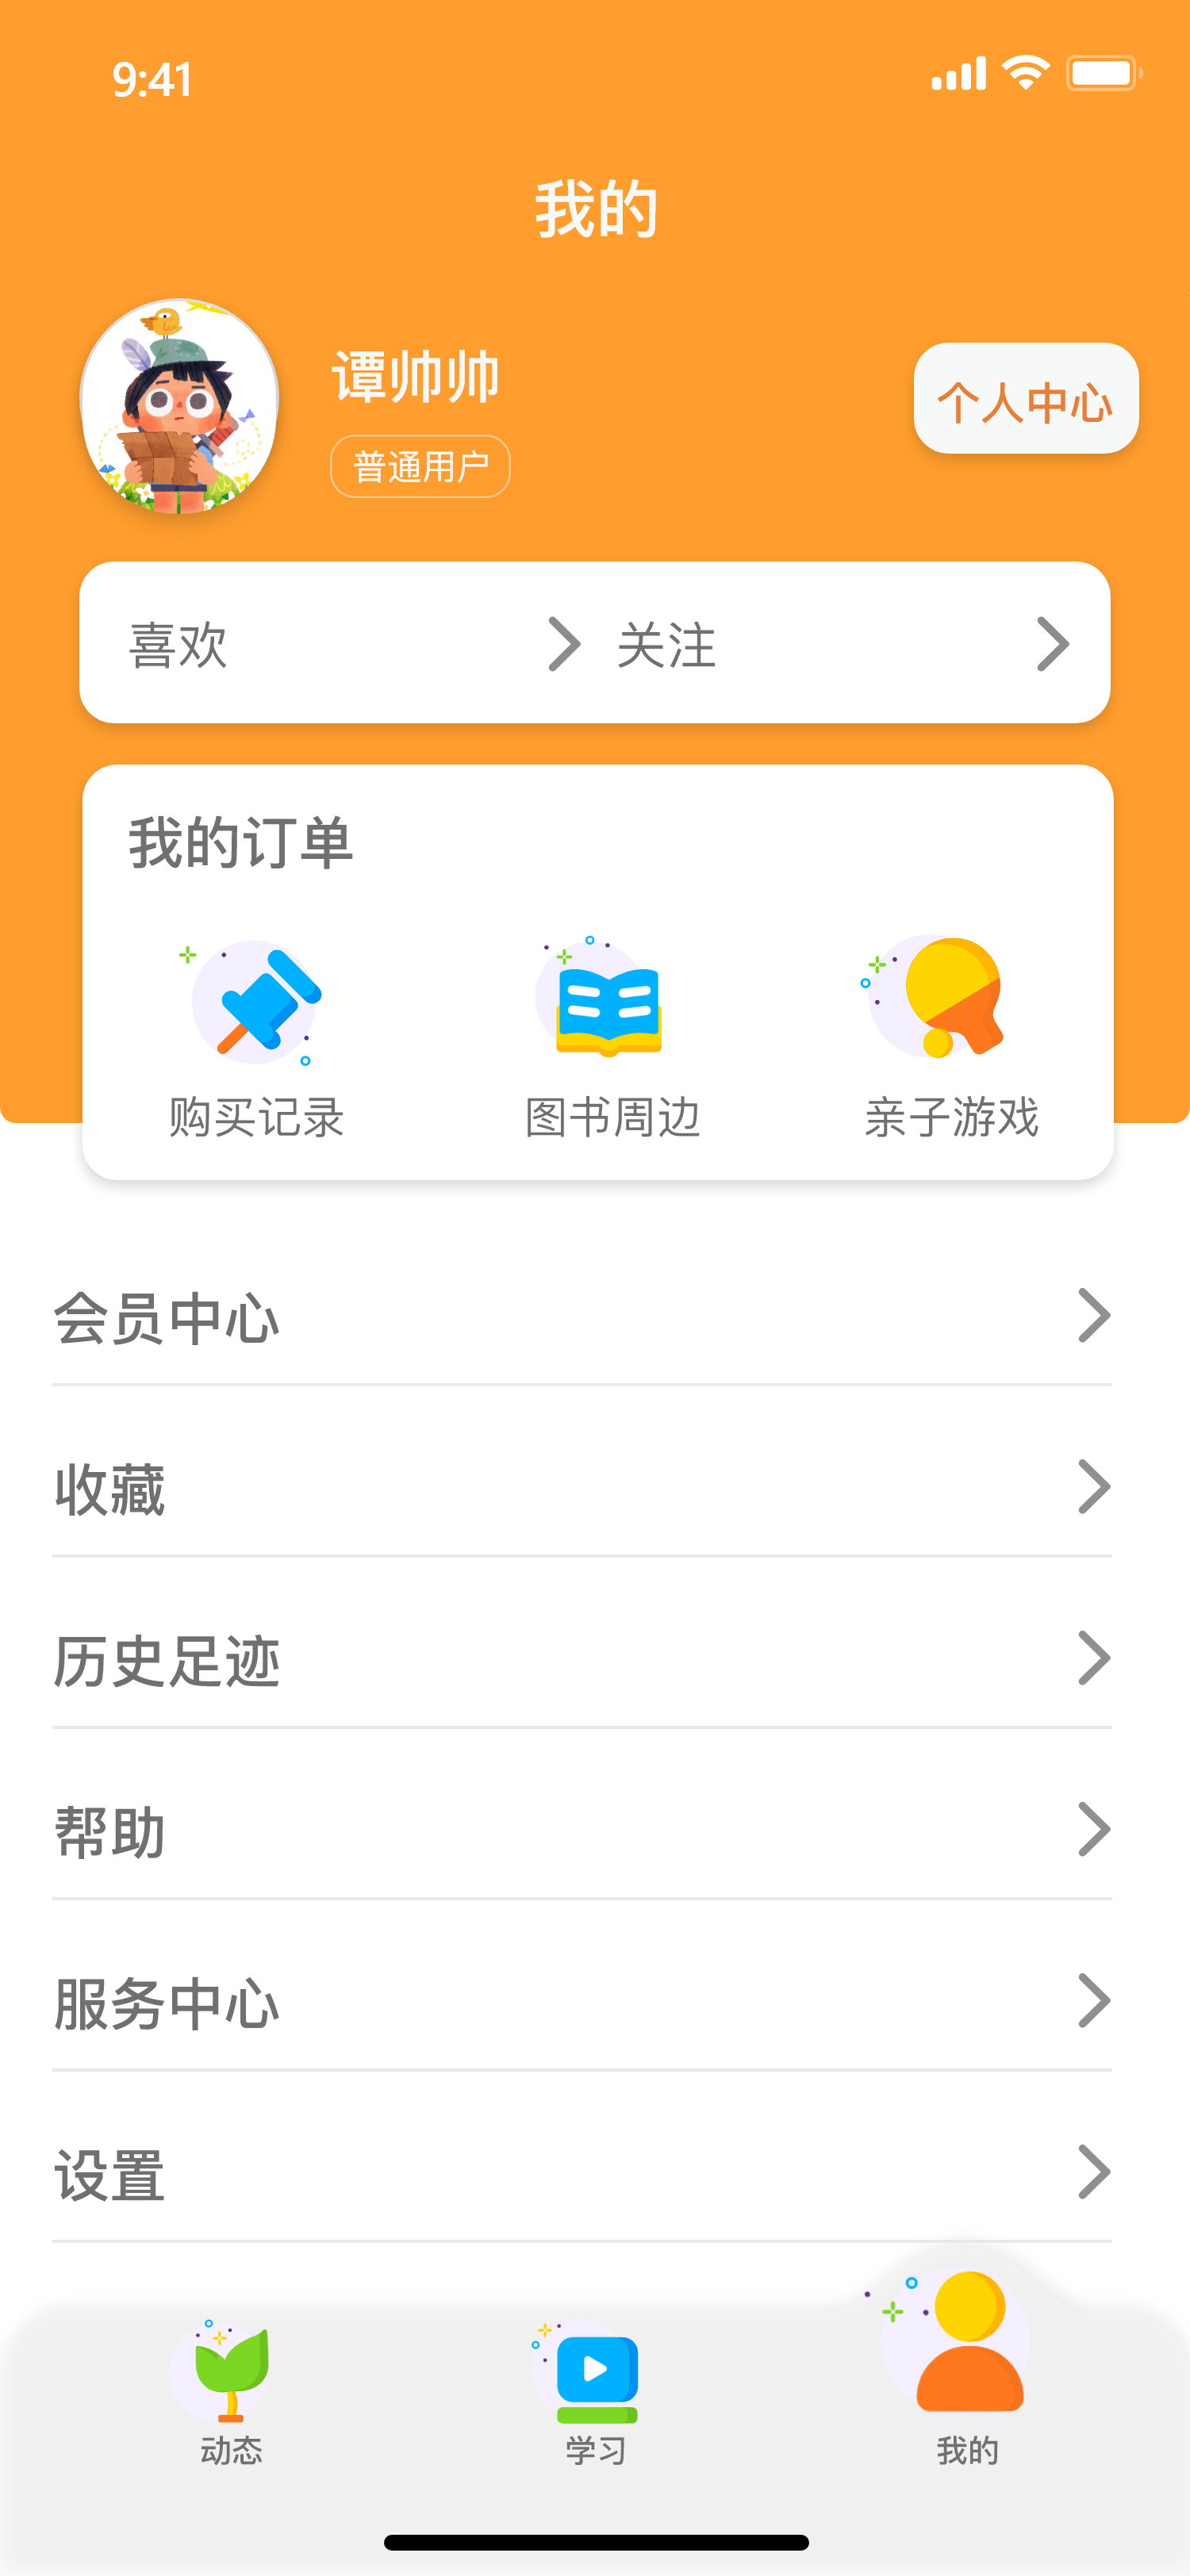 9:41
我的
谭帅帅
普通用户
个人中心
喜欢
关注
我的订单
购买记录
图书周边
亲子游戏
会员中心
收藏
历史足迹
帮助
服务中心
设置
动态
学习
我的